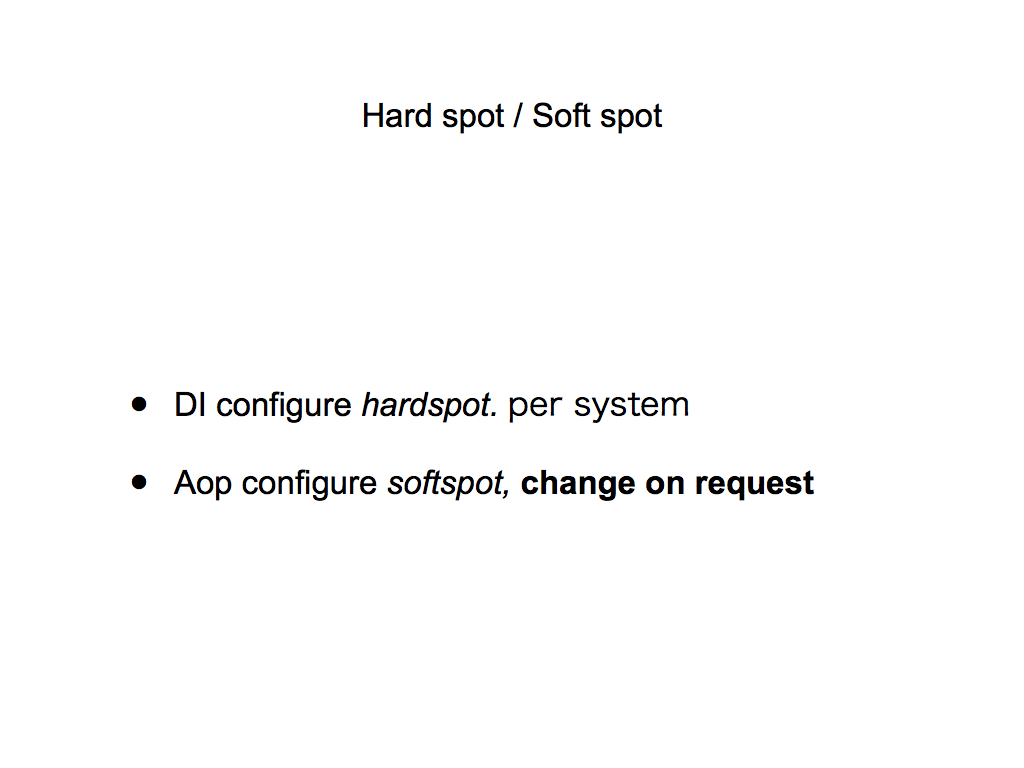 Hard spot / Soft spot
• DI configure hardspot. per system
• Aop configure softspot, change on request